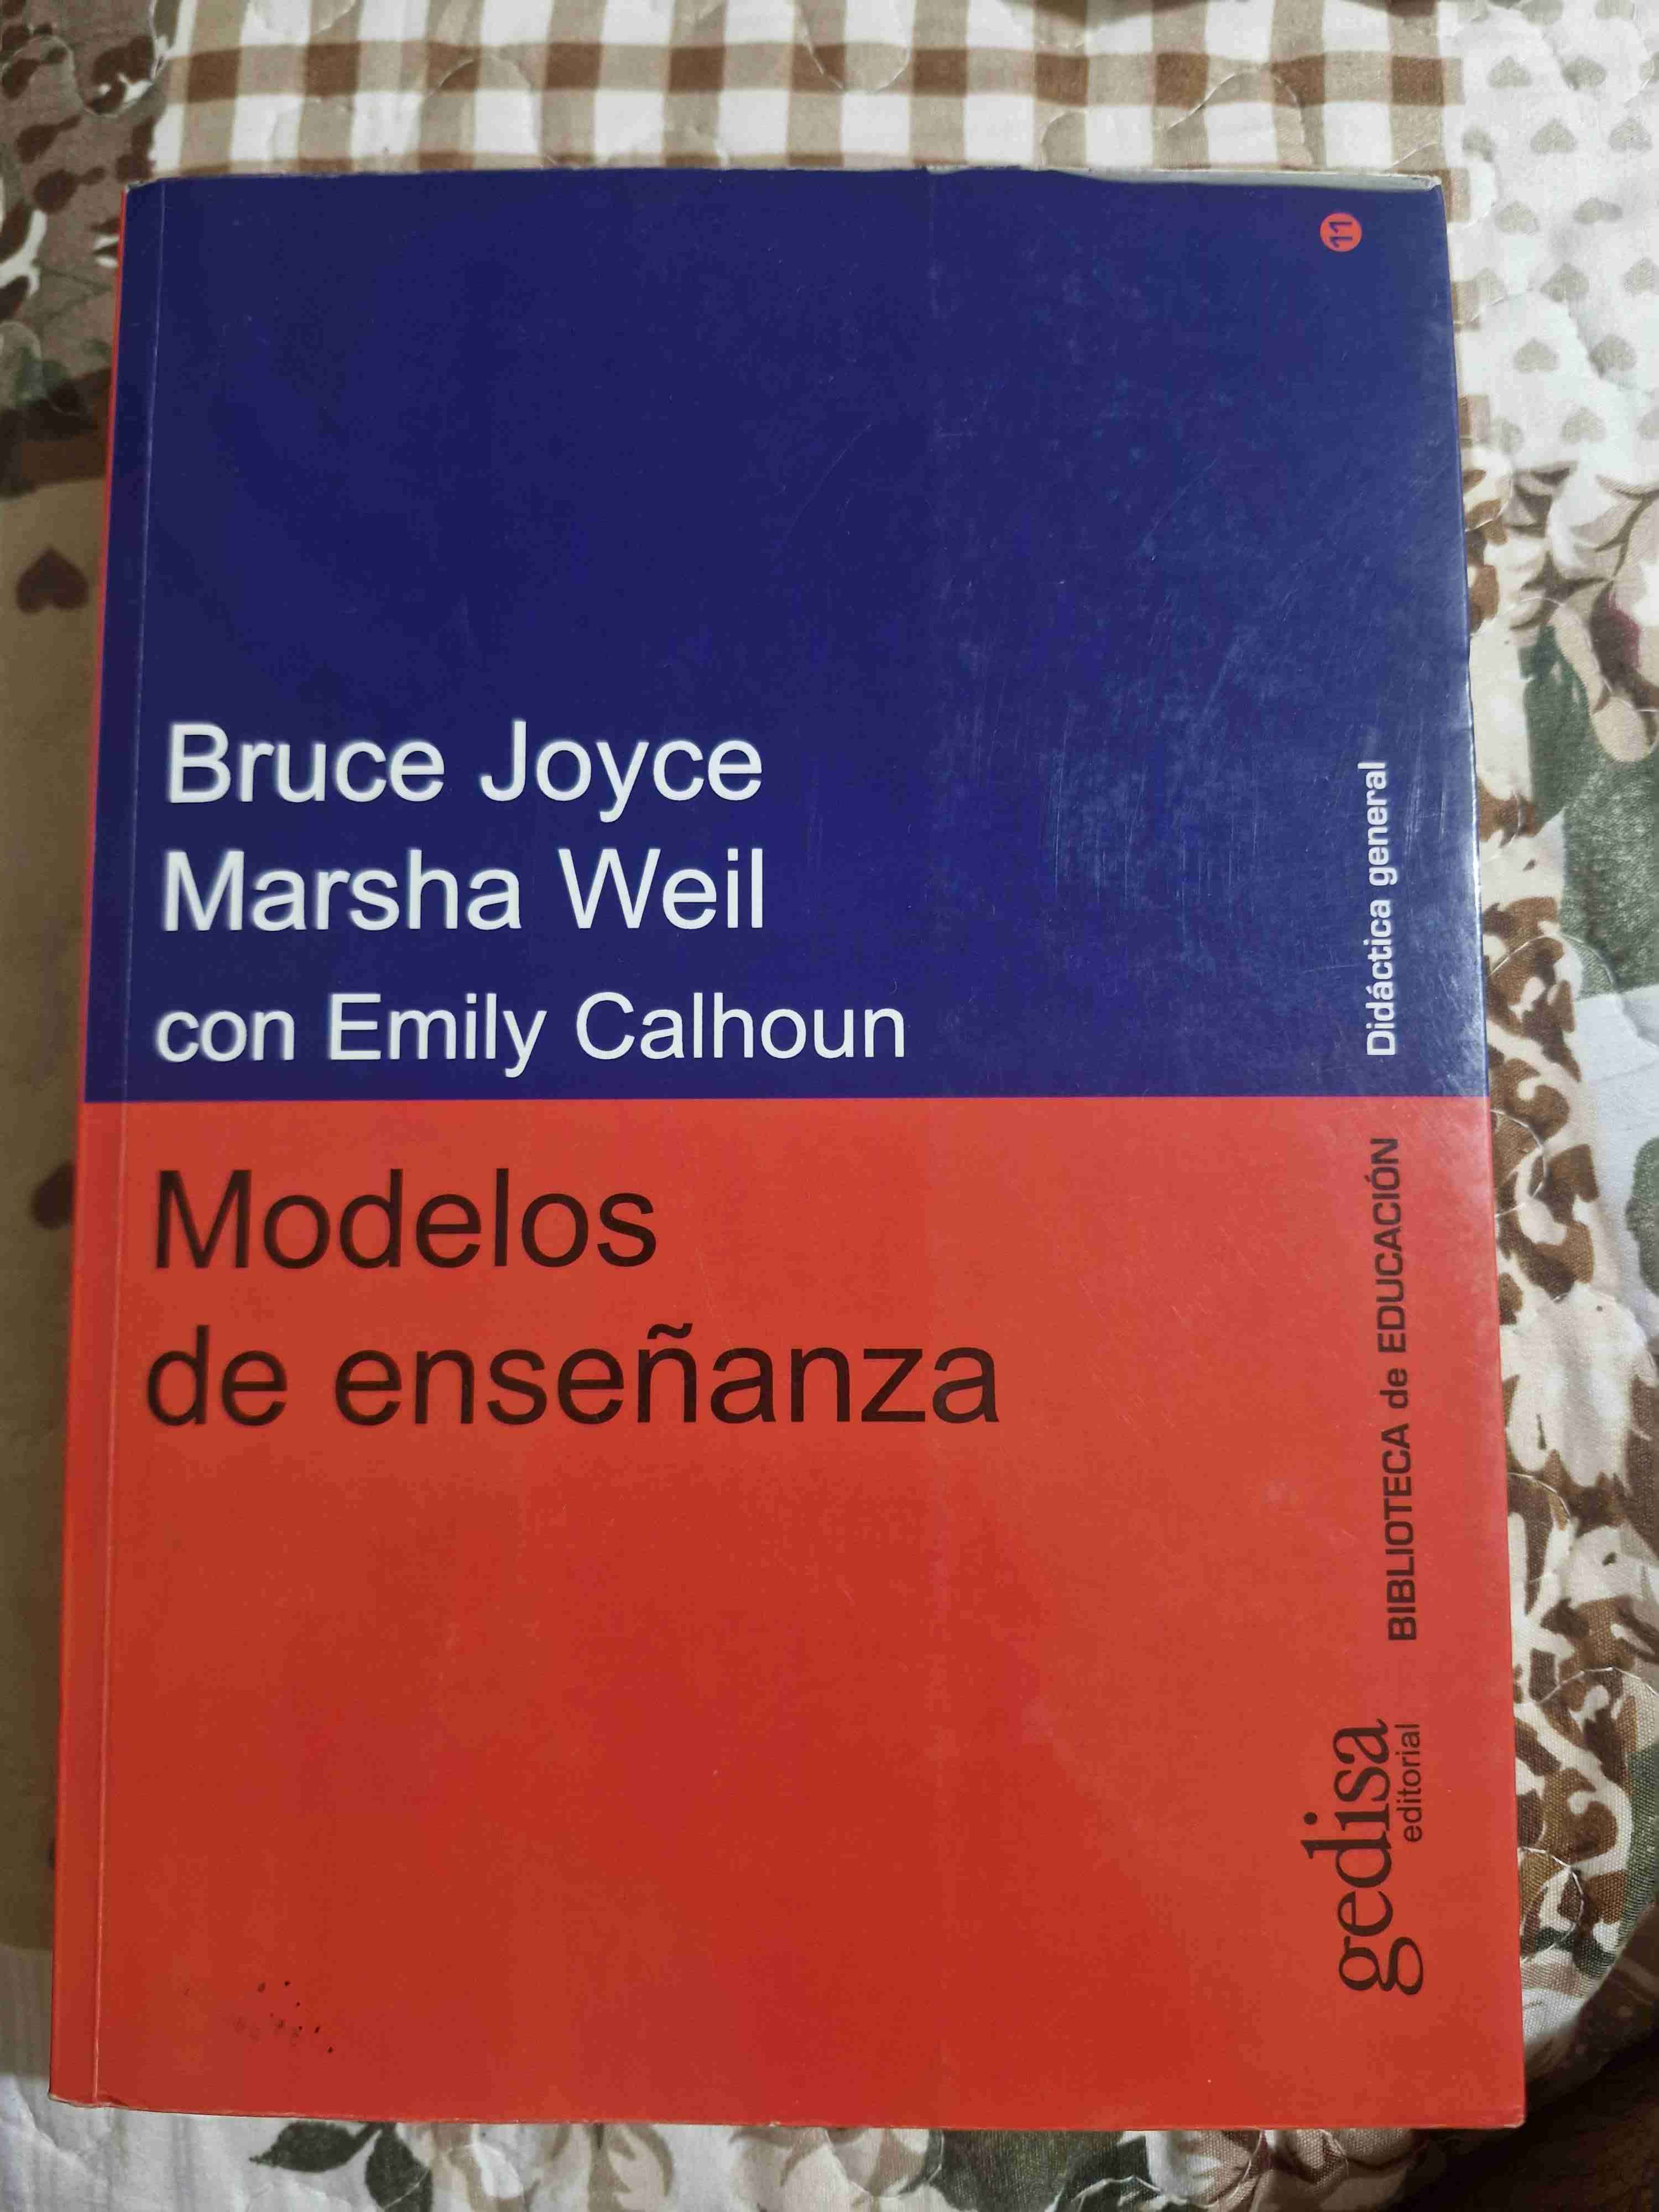 11
Bruce Joyce
Marsha Weil
con Emily Calhoun
Didáctica general
Modelos
de enseñanza
BIBLIOTECA de EDUCACIÓN
gedisa
editorial